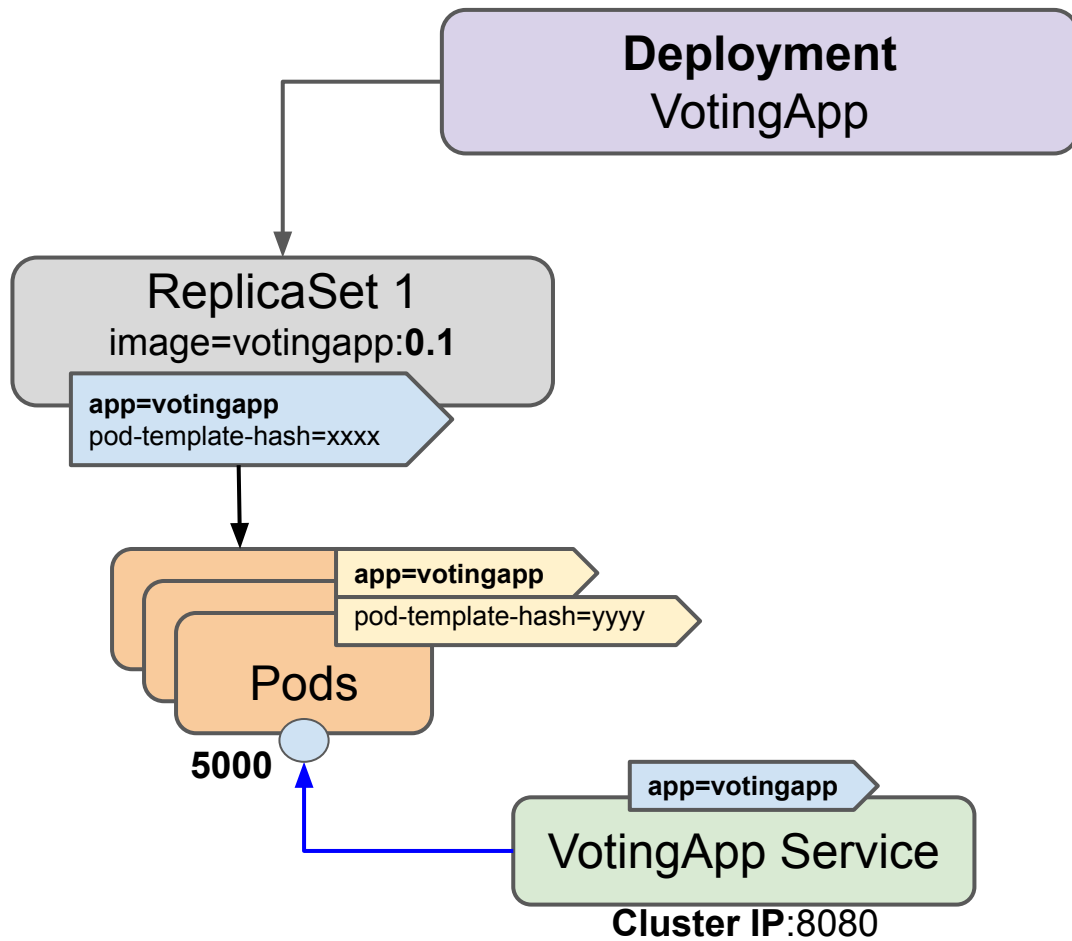 Deployment
VotingApp
ReplicaSet 1
image=votingapp:0.1
app=votingapp
pod-template-hash=xxxx
app=votingapp
pod-template-hash=yyyy
Pods
5000
app=votingapp
VotingApp Service
Cluster IP:8080